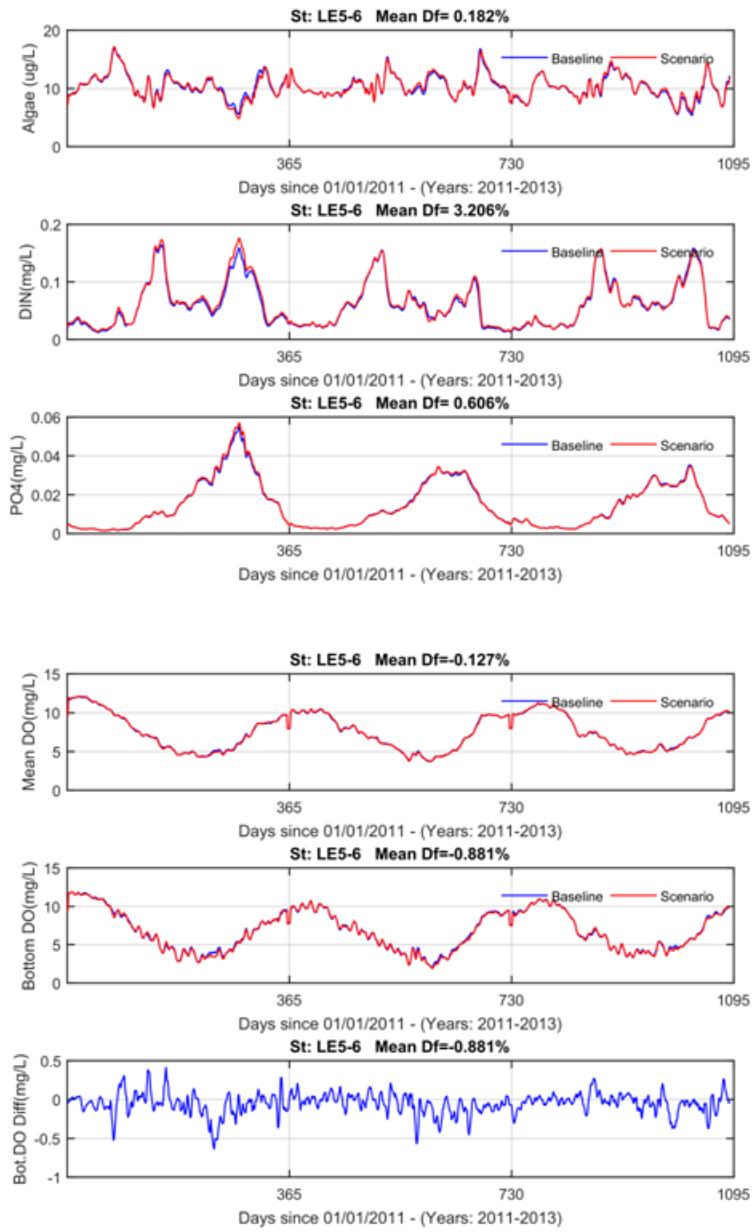 St: LE5-6 Mean Df= 0.182%
Algae (ug/L)
20
10
0
Baseline Scenario
365 730 1095
Days since 01/01/2011 - (Years: 2011-2013)
St: LE5-6 Mean Df= 3.206%
DIN(mg/L)
0.2
0.1
0
Baseline Scenario
365 730 1095
Days since 01/01/2011 - (Years: 2011-2013)
St: LE5-6 Mean Df= 0.606%
PO4(mg/L)
0.06
0.04
0.02
0
Baseline Scenario
365 730 1095
Days since 01/01/2011 - (Years: 2011-2013)
St: LE5-6 Mean Df=-0.127%
Mean DO(mg/L)
15
10
5
0
Baseline Scenario
365 730 1095
Days since 01/01/2011 - (Years: 2011-2013)
St: LE5-6 Mean Df=-0.881%
Bottom DO(mg/L)
15
10
5
0
Baseline Scenario
365 730 1095
Days since 01/01/2011 - (Years: 2011-2013)
St: LE5-6 Mean Df=-0.881%
Bot.DO Diff(mg/L)
0.5
0
-0.5
-1
365 730 1095
Days since 01/01/2011 - (Years: 2011-2013)